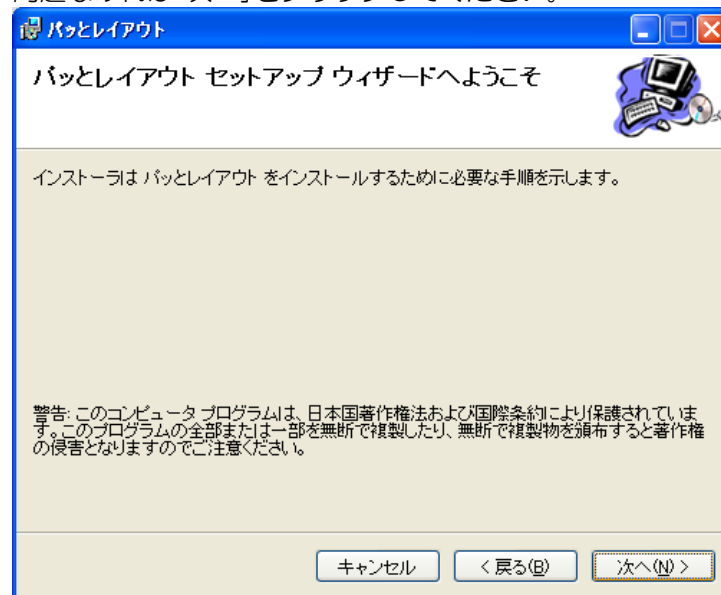 パッとレイアウト
パッとレイアウト セットアップ ウィザードへようこそ
インストーラは パッとレイアウト をインストールするために必要な手順を示します。
警告: このコンピュータ プログラムは、日本国著作権法および国際条約により保護されていま
す。このプログラムの全部または一部を無断で複製したり、無断で複製物を頒布すると著作権
の侵害となりますのでご注意ください。
キャンセル
< 戻る(B)
次へ(N) >